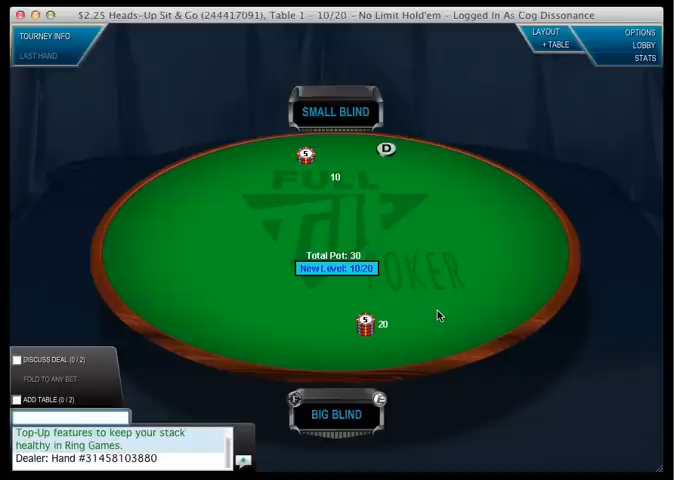 $2.25 Heads-Up Sit & Go (244417091), Table 1 - 10/20 - No Limit Hold'em - Logged In As Cog Dissonance
TOURNEY INFO
LAST HAND
LAYOUT
+ TABLE
OPTIONS
LOBBY
STATS
SMALL BLIND
5
D
10
FULL
TILT
POKER
Total Pot: 30
New Level: 10/20
5
20
DISCUSS DEAL (0 / 2)
FOLD TO ANY BET
ADD TABLE (0 / 2)
BIG BLIND
Top-Up features to keep your stack
healthy in Ring Games.
Dealer: Hand #31458103880